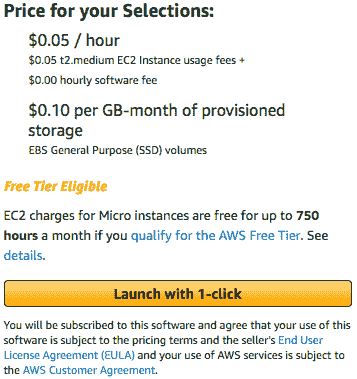 Price for your Selections:
$0.05 / hour
$0.05 t2.medium EC2 Instance usage fees +
$0.00 hourly software fee
$0.10 per GB-month of provisioned
storage
EBS General Purpose (SSD) volumes
Free Tier Eligible
EC2 charges for Micro instances are free for up to 750
hours a month if you qualify for the AWS Free Tier. See
details.
Launch with 1-click
You will be subscribed to this software and agree that your use of this
software is subject to the pricing terms and the seller's End User
License Agreement (EULA) and your use of AWS services is subject to
the AWS Customer Agreement.